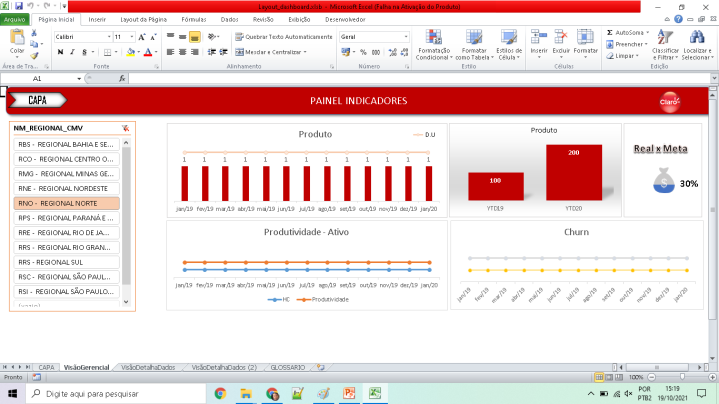 Layout_dashboard.xlsb - Microsoft Excel (Falha na Ativação do Produto)
Arquivo Página Inicial Inserir Layout da Página Fórmulas Dados Revisão Exibição Desenvolvedor
Colar
Calibri 11
Quebrar Texto Automaticamente
Mesclar e Centralizar
Geral
Formatação Condicional
Formatar como Tabela
Estilos de Célula
Inserir Excluir Formatar
AutoSoma
Preencher
Limpar
Classificar e Filtrar
Localizar e Selecionar
Área de Tra...
Fonte
Alinhamento
Número
Estilo
Células
Edição
A1
fx
CAPA
PAINEL INDICADORES
Claro
NM_REGIONAL_CMV
RBS - REGIONAL BAHIA E SE...
RCO - REGIONAL CENTRO O...
RMG - REGIONAL MINAS GE...
RNE - REGIONAL NORDESTE
RNO - REGIONAL NORTE
RPS - REGIONAL PARANÁ E ...
RRE - REGIONAL RIO DE JA...
RRS - REGIONAL RIO GRAN...
RRS - REGIONAL SUL
RSC - REGIONAL SÃO PAUL...
RSI - REGIONAL SÃO PAULO...
Produto
D.U
1 1 1 1 1 1 1 1 1 1 1 1 1
jan/19 fev/19 mar/19 abr/19 mai/19 jun/19 jul/19 ago/19 set/19 out/19 nov/19 dez/19 jan/20
Produto
100
200
YTD19 YTD20
Real x Meta
30%
Produtividade - Ativo
jan/19 fev/19 mar/19 abr/19 mai/19 jun/19 jul/19 ago/19 set/19 out/19 nov/19 dez/19 jan/20
HC Produtividade
Churn
jan/19 fev/19 mar/19 abr/19 mai/19 jun/19 jul/19 ago/19 set/19 out/19 nov/19 dez/19 jan/20
CAPA VisãoGerencial VisãoDetalhaDados VisãoDetalhaDados (2) GLOSSARIO
Pronto
100%
Digite aqui para pesquisar
POR
PTB2
15:19
19/10/2021